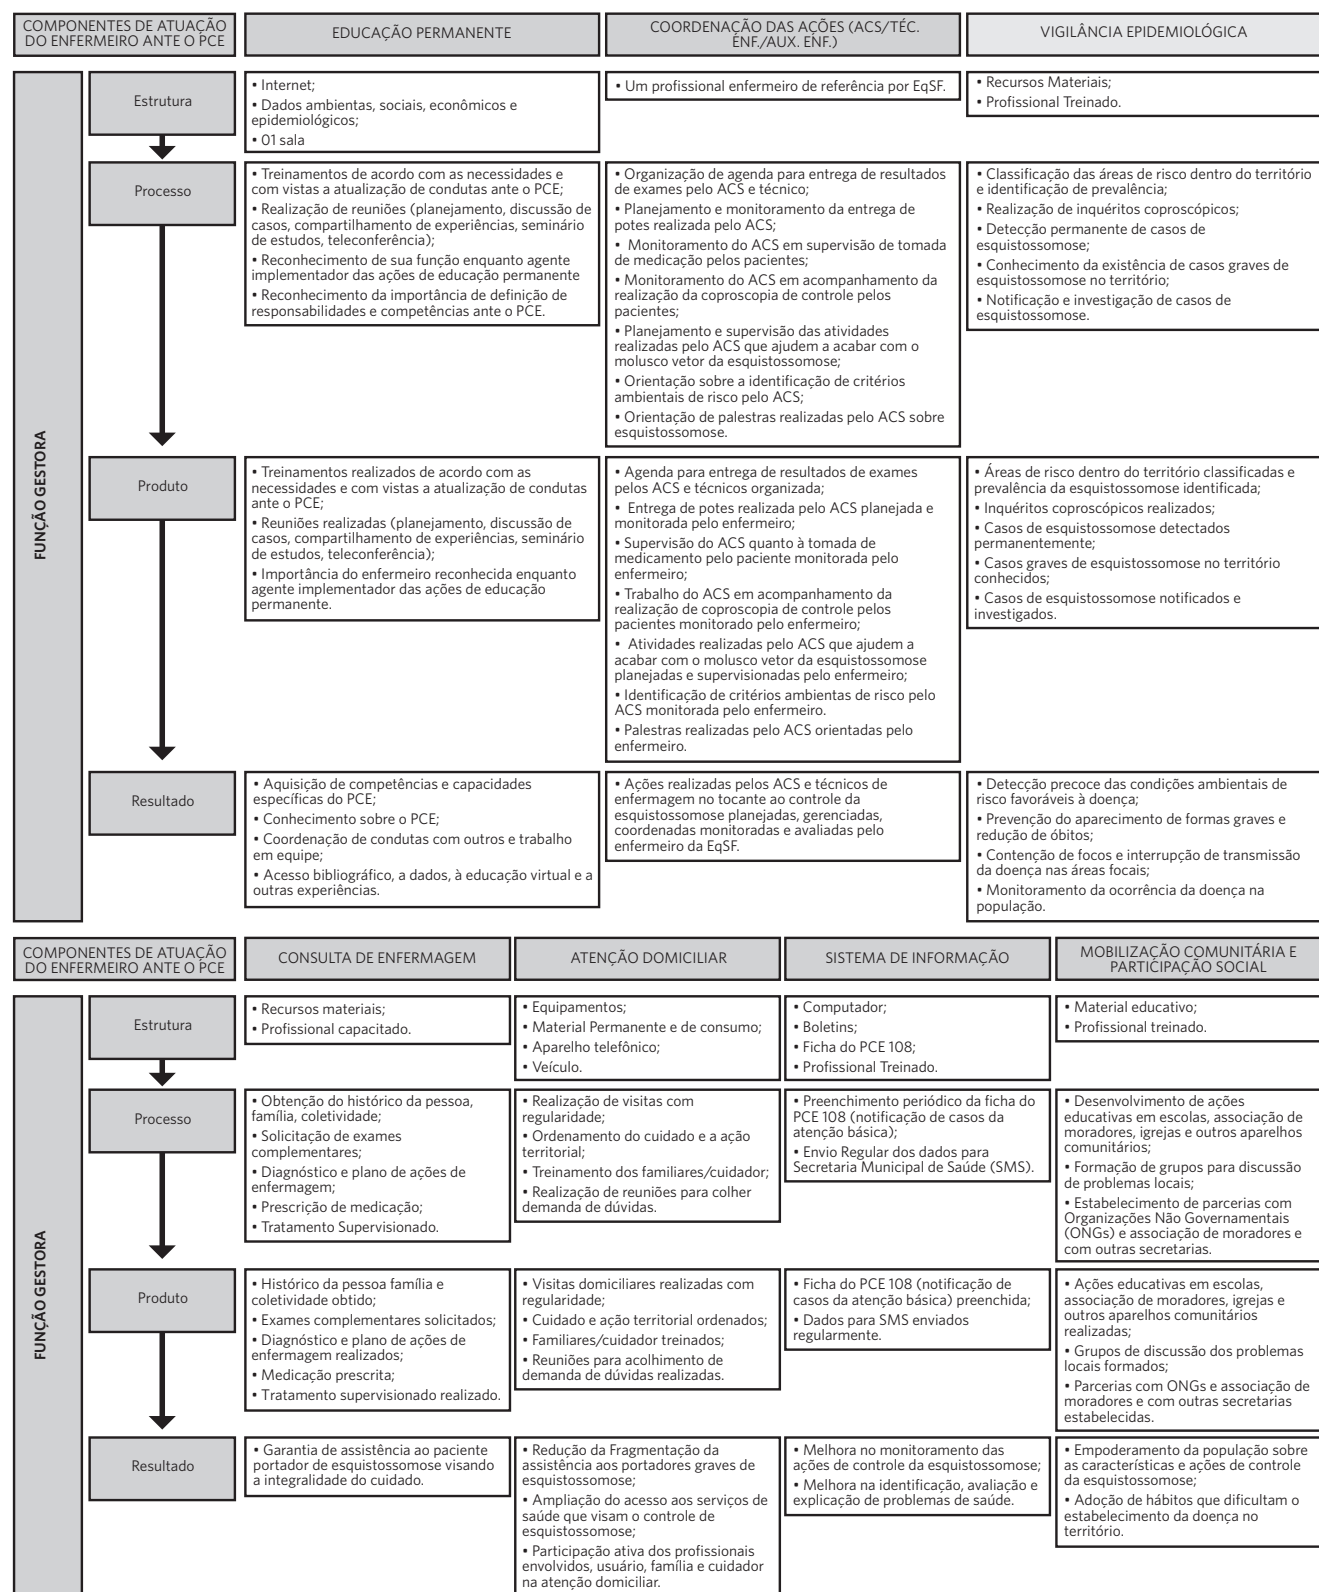 COMPONENTES DE ATUAÇÃO
DO ENFERMEIRO ANTE O PCE
EDUCAÇÃO PERMANENTE
COORDENAÇÃO DAS AÇÕES (ACS/TÉC.
ENF./AUX. ENF.)
VIGILÂNCIA EPIDEMIOLÓGICA
FUNÇÃO GESTORA
Estrutura
• Internet;
• Dados ambientas, sociais, econômicos e
epidemiológicos;
• 01 sala
• Um profissional enfermeiro de referência por EqSF.
• Recursos Materiais;
• Profissional Treinado.
Processo
• Treinamentos de acordo com as necessidades e
com vistas a atualização de condutas ante o PCE;
• Realização de reuniões (planejamento, discussão de
casos, compartilhamento de experiências, seminário
de estudos, teleconferência);
• Reconhecimento de sua função enquanto agente
implementador das ações de educação permanente
• Reconhecimento da importância de definição de
responsabilidades e competências ante o PCE.
• Organização de agenda para entrega de resultados
de exames pelo ACS e técnico;
• Planejamento e monitoramento da entrega de
potes realizada pelo ACS;
• Monitoramento do ACS em supervisão de tomada
de medicação pelos pacientes;
• Monitoramento do ACS em acompanhamento da
realização da coproscopia de controle pelos
pacientes;
• Planejamento e supervisão das atividades
realizadas pelo ACS que ajudem a acabar com o
molusco vetor da esquistossomose;
• Orientação sobre a identificação de critérios
ambientais de risco pelo ACS;
• Orientação de palestras realizadas pelo ACS sobre
esquistossomose.
• Classificação das áreas de risco dentro do território
e identificação de prevalência;
• Realização de inquéritos coproscópicos;
• Detecção permanente de casos de
esquistossomose;
• Conhecimento da existência de casos graves de
esquistossomose no território;
• Notificação e investigação de casos de
esquistossomose.
Produto
• Treinamentos realizados de acordo com as
necessidades e com vistas a atualização de condutas
ante o PCE;
• Reuniões realizadas (planejamento, discussão de
casos, compartilhamento de experiências, seminário
de estudos, teleconferência);
• Importância do enfermeiro reconhecida enquanto
agente implementador das ações de educação
permanente.
• Agenda para entrega de resultados de exames
pelos ACS e técnicos organizada;
• Entrega de potes realizada pelo ACS planejada e
monitorada pelo enfermeiro;
• Supervisão do ACS quanto à tomada de
medicamento pelo paciente monitorada pelo
enfermeiro;
• Trabalho do ACS em acompanhamento da
realização de coproscopia de controle pelos
pacientes monitorado pelo enfermeiro;
• Atividades realizadas pelo ACS que ajudem a
acabar com o molusco vetor da esquistossomose
planejadas e supervisionadas pelo enfermeiro;
• Identificação de critérios ambientas de risco pelo
ACS monitorada pelo enfermeiro.
• Palestras realizadas pelo ACS orientadas pelo
enfermeiro.
• Áreas de risco dentro do território classificadas e
prevalência da esquistossomose identificada;
• Inquéritos coproscópicos realizados;
• Casos de esquistossomose detectados
permanentemente;
• Casos graves de esquistossomose no território
conhecidos;
• Casos de esquistossomose notificados e
investigados.
Resultado
• Aquisição de competências e capacidades
específicas do PCE;
• Conhecimento sobre o PCE;
• Coordenação de condutas com outros e trabalho
em equipe;
• Acesso bibliográfico, a dados, à educação virtual e a
outras experiências.
• Ações realizadas pelos ACS e técnicos de
enfermagem no tocante ao controle da
esquistossomose planejadas, gerenciadas,
coordenadas monitoradas e avaliadas pelo
enfermeiro da EqSF.
• Detecção precoce das condições ambientais de
risco favoráveis à doença;
• Prevenção do aparecimento de formas graves e
redução de óbitos;
• Contenção de focos e interrupção de transmissão
da doença nas áreas focais;
• Monitoramento da ocorrência da doença na
população.
COMPONENTES DE ATUAÇÃO
DO ENFERMEIRO ANTE O PCE
CONSULTA DE ENFERMAGEM
ATENÇÃO DOMICILIAR
SISTEMA DE INFORMAÇÃO
MOBILIZAÇÃO COMUNITÁRIA E
PARTICIPAÇÃO SOCIAL
FUNÇÃO GESTORA
Estrutura
• Recursos materiais;
• Profissional capacitado.
• Equipamentos;
• Material Permanente e de consumo;
• Aparelho telefônico;
• Veículo.
• Computador;
• Boletins;
• Ficha do PCE 108;
• Profissional Treinado.
• Material educativo;
• Profissional treinado.
Processo
• Obtenção do histórico da pessoa,
família, coletividade;
• Solicitação de exames
complementares;
• Diagnóstico e plano de ações de
enfermagem;
• Prescrição de medicação;
• Tratamento Supervisionado.
• Realização de visitas com
regularidade;
• Ordenamento do cuidado e a ação
territorial;
• Treinamento dos familiares/cuidador;
• Realização de reuniões para colher
demanda de dúvidas.
• Preenchimento periódico da ficha do
PCE 108 (notificação de casos da
atenção básica);
• Envio Regular dos dados para
Secretaria Municipal de Saúde (SMS).
• Desenvolvimento de ações
educativas em escolas, associação de
moradores, igrejas e outros aparelhos
comunitários;
• Formação de grupos para discussão
de problemas locais;
• Estabelecimento de parcerias com
Organizações Não Governamentais
(ONGs) e associação de moradores e
com outras secretarias.
Produto
• Histórico da pessoa família e
coletividade obtido;
• Exames complementares solicitados;
• Diagnóstico e plano de ações de
enfermagem realizados;
• Medicação prescrita;
• Tratamento supervisionado realizado.
• Visitas domiciliares realizadas com
regularidade;
• Cuidado e ação territorial ordenados;
• Familiares/cuidador treinados;
• Reuniões para acolhimento de
demanda de dúvidas realizadas.
• Ficha do PCE 108 (notificação de
casos da atenção básica) preenchida;
• Dados para SMS enviados
regularmente.
• Ações educativas em escolas,
associação de moradores, igrejas e
outros aparelhos comunitários
realizadas;
• Grupos de discussão dos problemas
locais formados;
• Parcerias com ONGs e associação de
moradores e com outras secretarias
estabelecidas.
Resultado
• Garantia de assistência ao paciente
portador de esquistossomose visando
a integralidade do cuidado.
• Redução da Fragmentação da
assistência aos portadores graves de
esquistossomose;
• Ampliação do acesso aos serviços de
saúde que visam o controle de
esquistossomose;
• Participação ativa dos profissionais
envolvidos, usuário, família e cuidador
na atenção domiciliar.
• Melhora no monitoramento das
ações de controle da esquistossomose;
• Melhora na identificação, avaliação e
explicação de problemas de saúde.
• Empoderamento da população sobre
as características e ações de controle
da esquistossomose;
• Adoção de hábitos que dificultam o
estabelecimento da doença no
território.